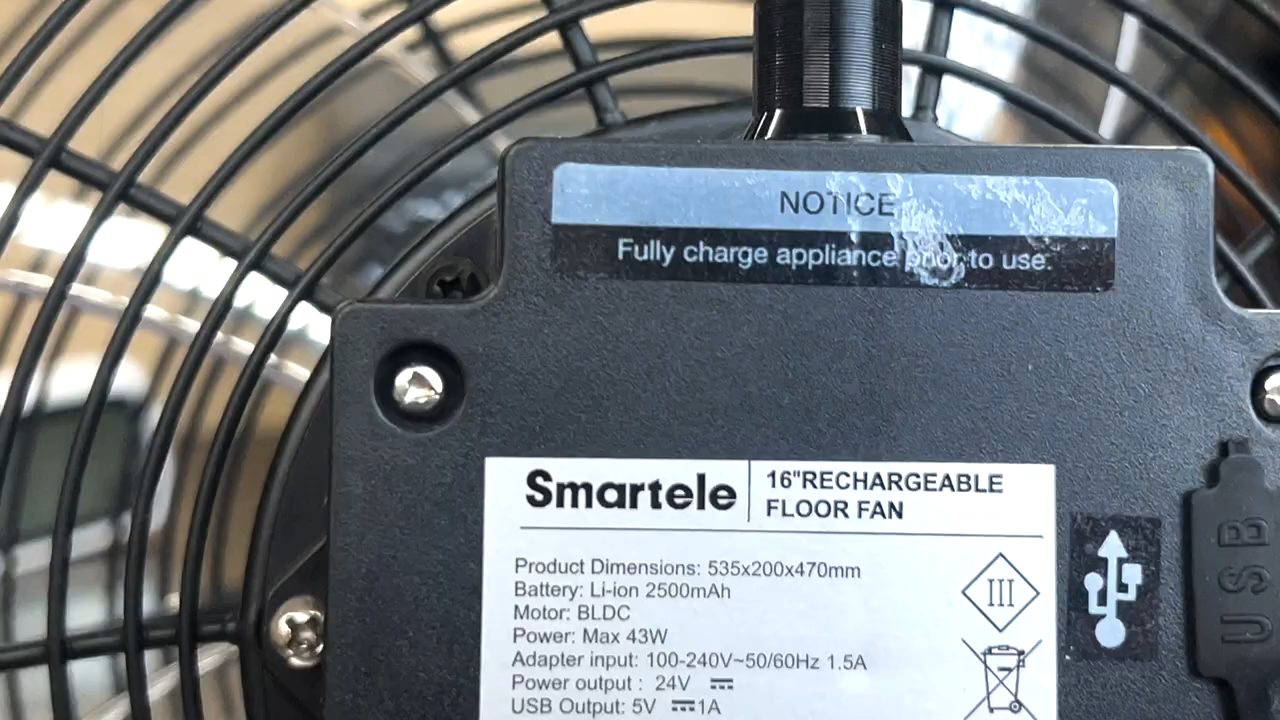 NOTICE
Fully charge appliance prior to use.
Smartele
16"RECHARGEABLE
FLOOR FAN
Product Dimensions: 535x200x470mm
Battery: Li-ion 2500mAh
Motor: BLDC
Power: Max 43W
Adapter input: 100-240V~50/60Hz 1.5A
Power output : 24V ⎓
USB Output: 5V ⎓1A
III
USB